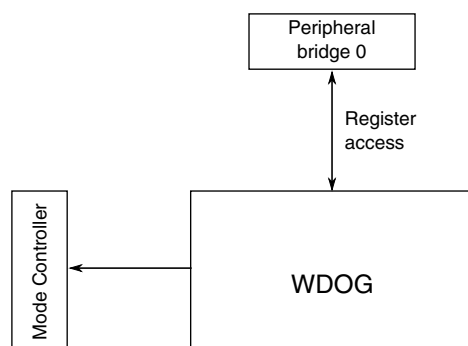 Peripheral
bridge 0
Register
access
Mode Controller
WDOG